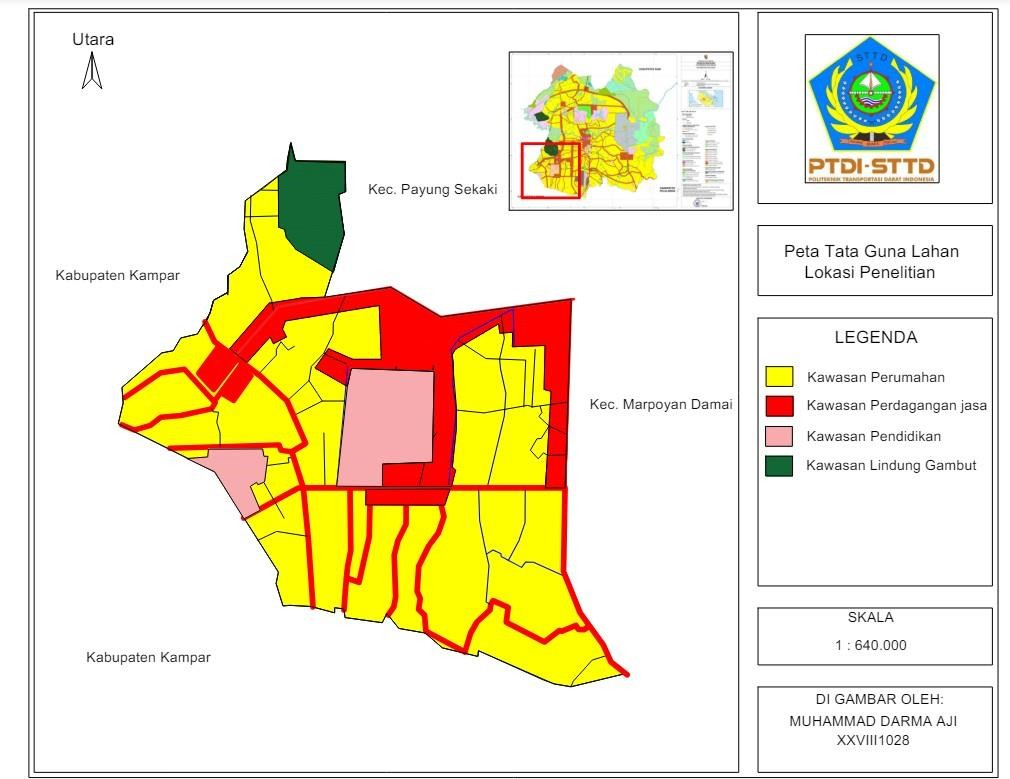 Utara
Kec. Payung Sekaki
Kabupaten Kampar
Kec. Marpoyan Damai
Kabupaten Kampar
STTD
PTDI-STTD
POLITEKNIK TRANSPORTASI DARAT INDONESIA
Peta Tata Guna Lahan
Lokasi Penelitian
LEGENDA
Kawasan Perumahan
Kawasan Perdagangan jasa
Kawasan Pendidikan
Kawasan Lindung Gambut
SKALA
1 : 640.000
DI GAMBAR OLEH:
MUHAMMAD DARMA AJI
XXVIII1028